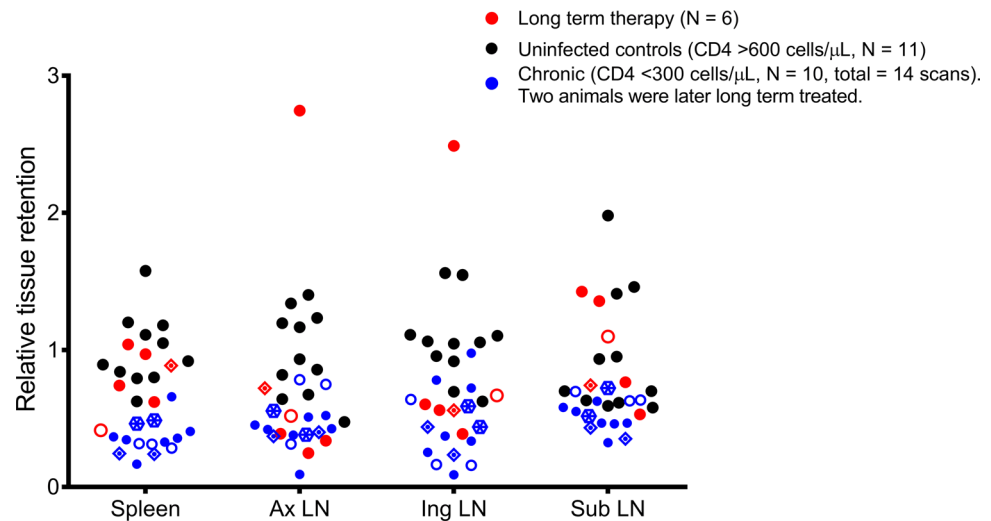 Long term therapy (N = 6)
Uninfected controls (CD4 >600 cells/μL, N = 11)
Chronic (CD4 <300 cells/μL, N = 10, total = 14 scans).
Two animals were later long term treated.
3
2
1
0
Relative tissue retention
Spleen
Ax LN
Ing LN
Sub LN